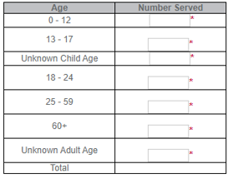 Age Number Served
0 - 12 *
13 - 17 *
Unknown Child Age *
18 - 24 *
25 - 59 *
60+ *
Unknown Adult Age *
Total